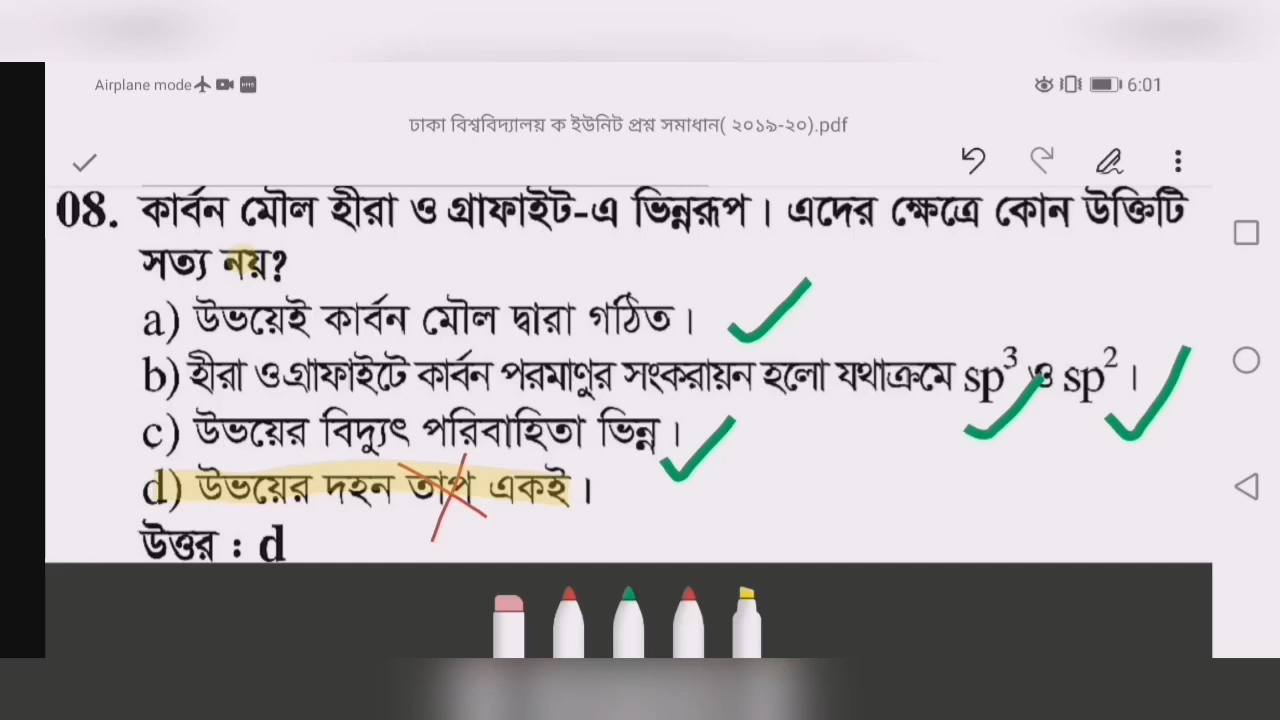 Airplane mode 6:01
ঢাকা বিশ্ববিদ্যালয় ক ইউনিট প্রশ্ন সমাধান( ২০১৯-২০).pdf
08. কার্বন মৌল হীরা ও গ্রাফাইট-এ ভিন্নরূপ। এদের ক্ষেত্রে কোন উক্তিটি
সত্য নয়?
a) উভয়েই কার্বন মৌল দ্বারা গঠিত।
b) হীরা ও গ্রাফাইটে কার্বন পরমাণুর সংকরায়ন হলো যথাক্রমে sp³ ও sp²।
c) উভয়ের বিদ্যুৎ পরিবাহিতা ভিন্ন।
d) উভয়ের দহন তাপ একই।
উত্তর : d